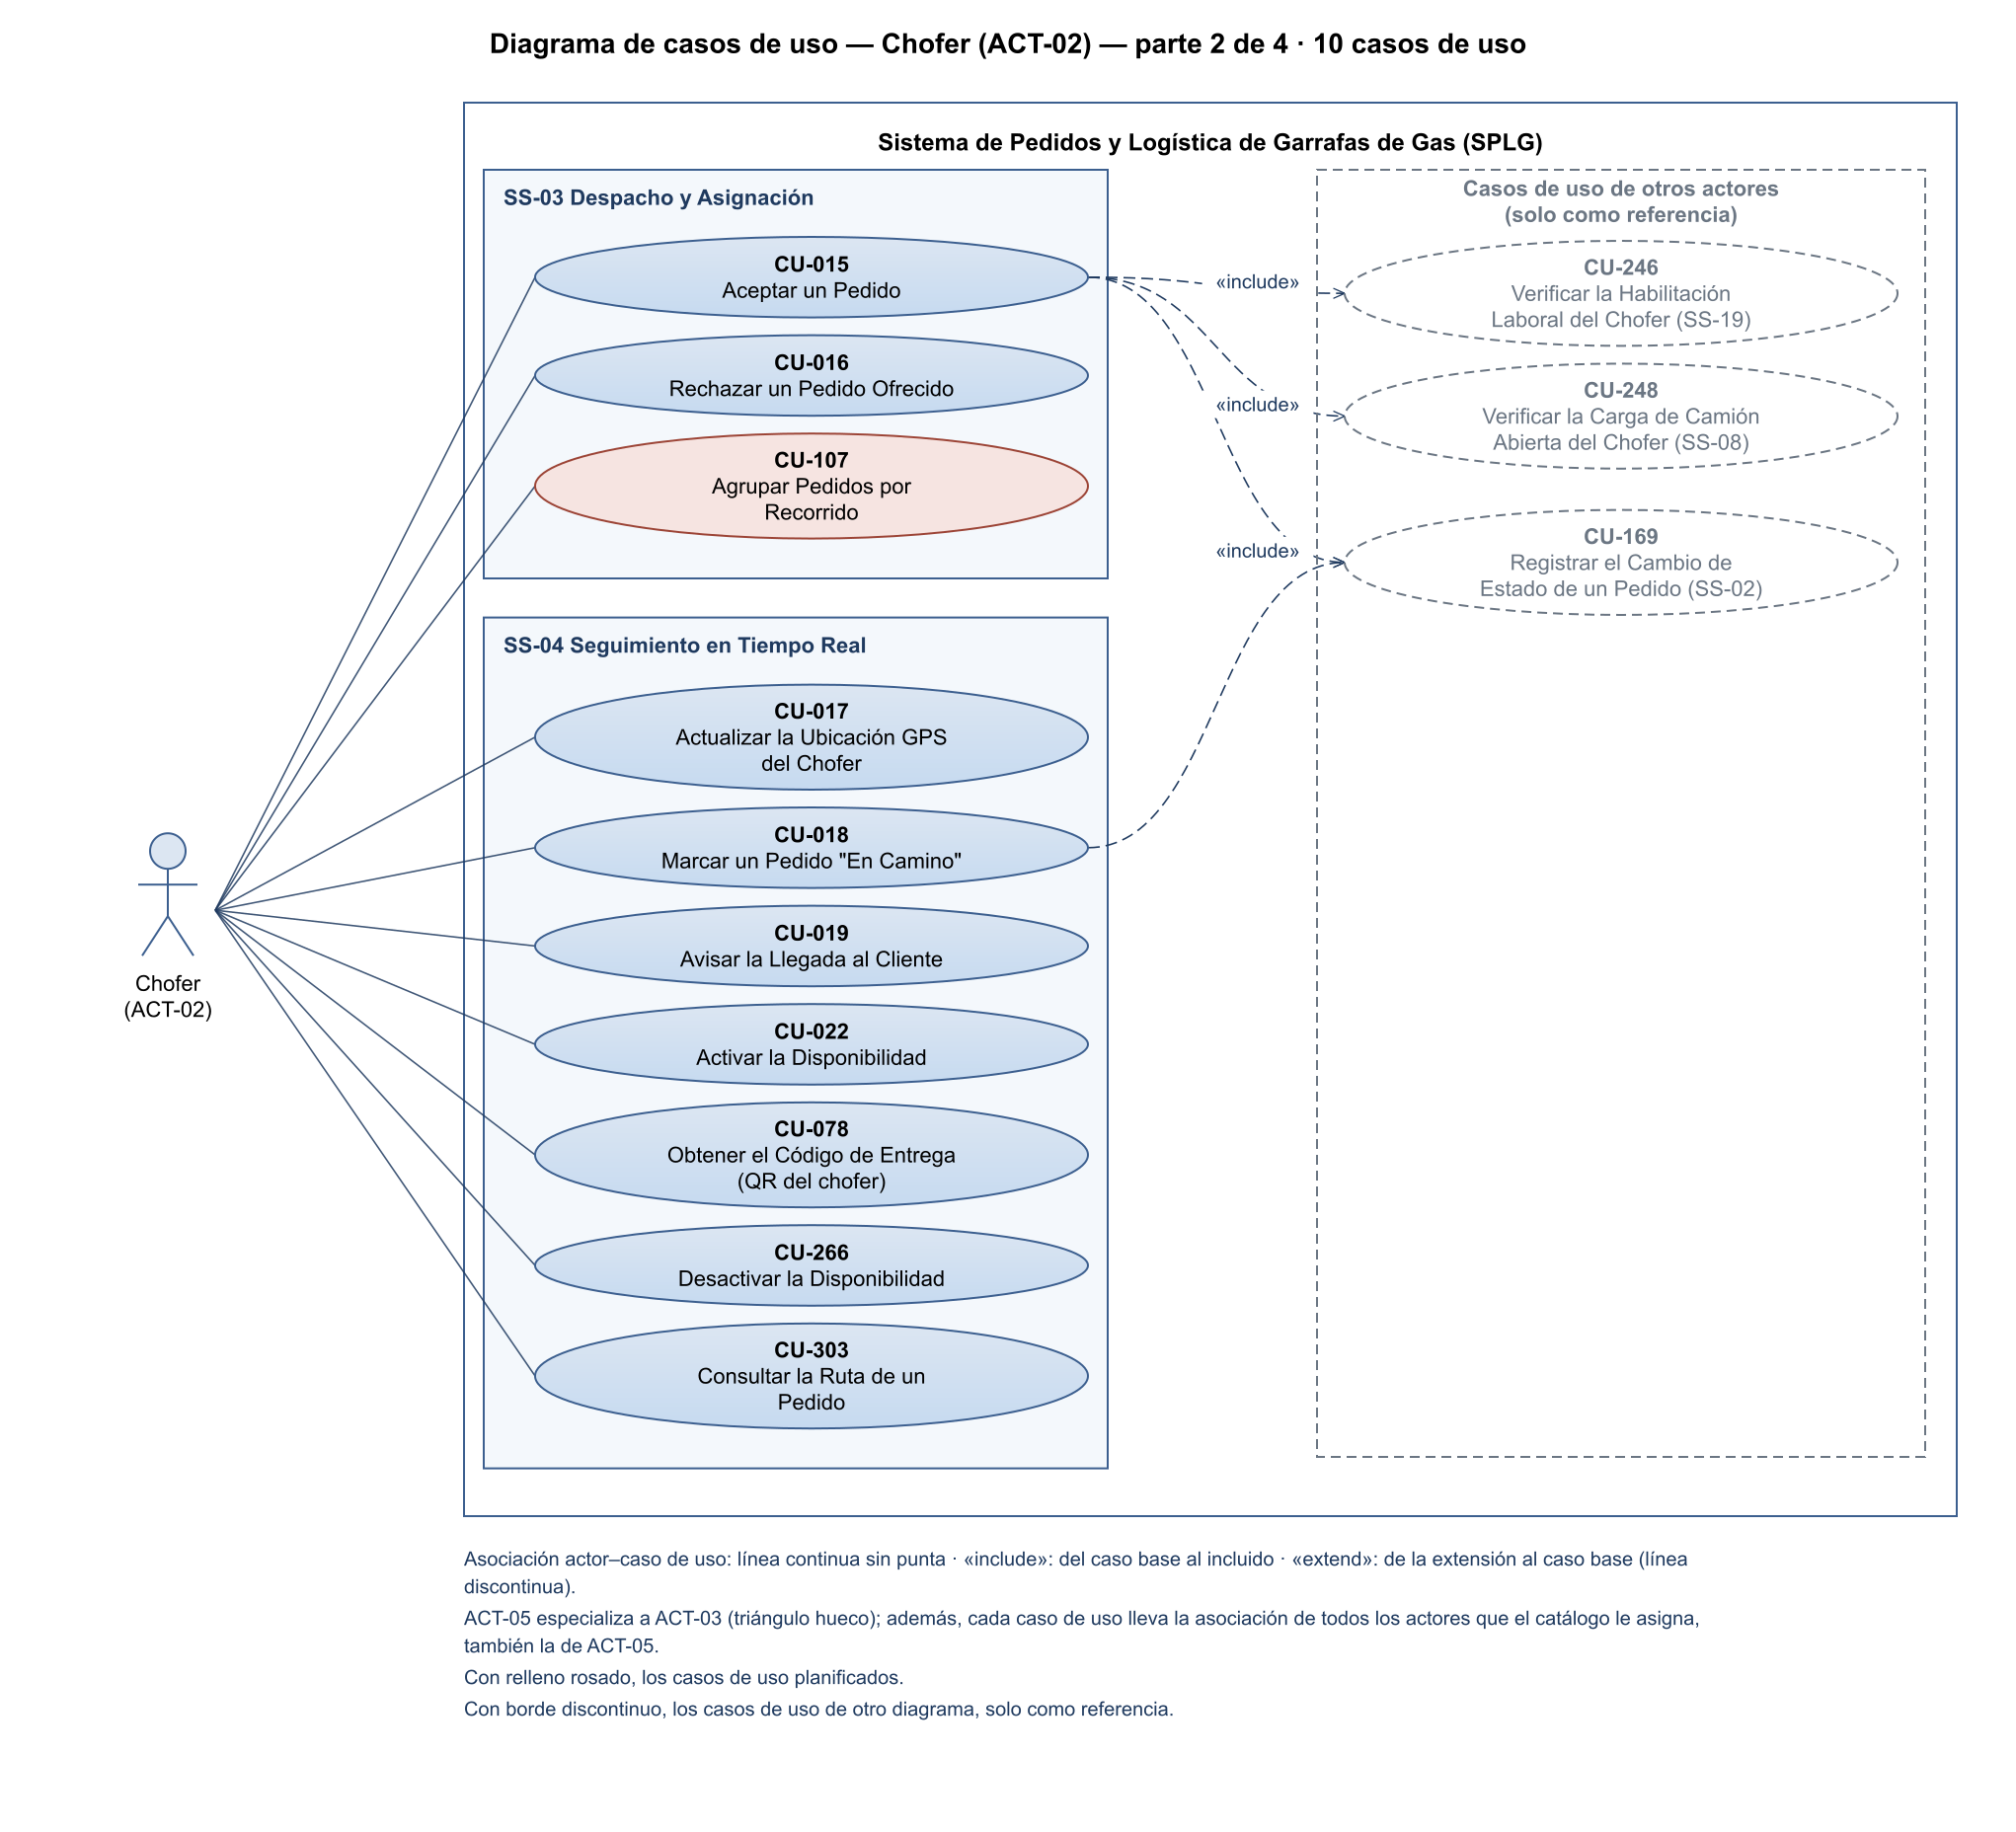 Diagrama de casos de uso — Chofer (ACT-02) — parte 2 de 4 · 10 casos de uso
Sistema de Pedidos y Logística de Garrafas de Gas (SPLG)
SS-03 Despacho y Asignación
CU-015
Aceptar un Pedido
CU-016
Rechazar un Pedido Ofrecido
CU-107
Agrupar Pedidos por
Recorrido
SS-04 Seguimiento en Tiempo Real
CU-017
Actualizar la Ubicación GPS
del Chofer
CU-018
Marcar un Pedido "En Camino"
CU-019
Avisar la Llegada al Cliente
CU-022
Activar la Disponibilidad
CU-078
Obtener el Código de Entrega
(QR del chofer)
CU-266
Desactivar la Disponibilidad
CU-303
Consultar la Ruta de un
Pedido
Chofer
(ACT-02)
«include»
«include»
«include»
Casos de uso de otros actores
(solo como referencia)
CU-246
Verificar la Habilitación
Laboral del Chofer (SS-19)
CU-248
Verificar la Carga de Camión
Abierta del Chofer (SS-08)
CU-169
Registrar el Cambio de
Estado de un Pedido (SS-02)
Asociación actor–caso de uso: línea continua sin punta · «include»: del caso base al incluido · «extend»: de la extensión al caso base (línea
discontinua).
ACT-05 especializa a ACT-03 (triángulo hueco); además, cada caso de uso lleva la asociación de todos los actores que el catálogo le asigna,
también la de ACT-05.
Con relleno rosado, los casos de uso planificados.
Con borde discontinuo, los casos de uso de otro diagrama, solo como referencia.